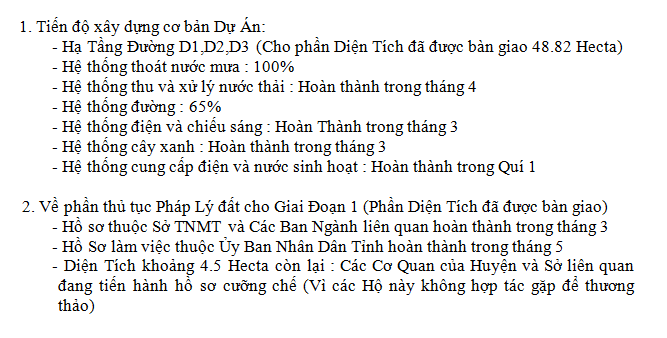 1. Tiến độ xây dựng cơ bản Dự Án:
- Hạ Tầng Đường D1,D2,D3 (Cho phần Diện Tích đã được bàn giao 48.82 Hecta)
- Hệ thống thoát nước mưa : 100%
- Hệ thống thu và xử lý nước thải : Hoàn thành trong tháng 4
- Hệ thống đường : 65%
- Hệ thống điện và chiếu sáng : Hoàn Thành trong tháng 3
- Hệ thống cây xanh : Hoàn thành trong tháng 3
- Hệ thống cung cấp điện và nước sinh hoạt : Hoàn thành trong Quí 1
2. Về phần thủ tục Pháp Lý đất cho Giai Đoạn 1 (Phần Diện Tích đã được bàn giao)
- Hồ sơ thuộc Sở TNMT và Các Ban Ngành liên quan hoàn thành trong tháng 3
- Hồ Sơ làm việc thuộc Ủy Ban Nhân Dân Tỉnh hoàn thành trong tháng 5
- Diện Tích khoảng 4.5 Hecta còn lại : Các Cơ Quan của Huyện và Sở liên quan
đang tiến hành hồ sơ cưỡng chế (Vì các Hộ này không hợp tác gặp để thương
thảo)